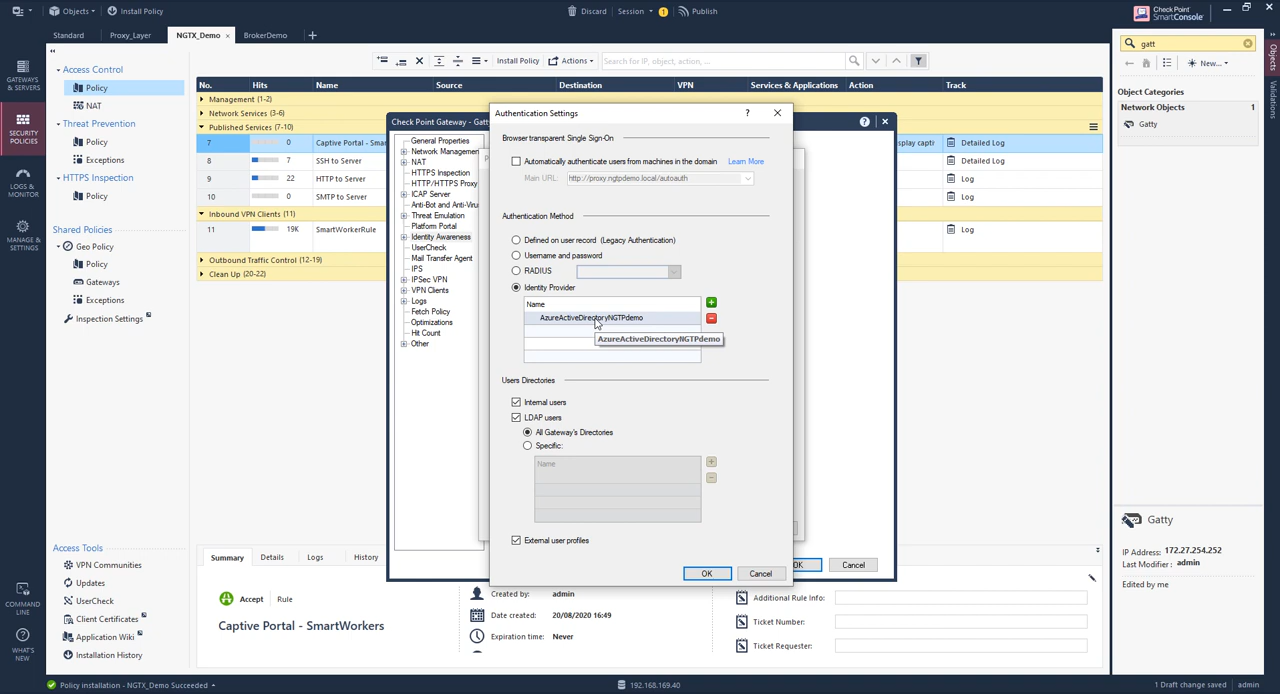 Objects
Install Policy
Discard
Session
1
Publish
Check Point
SmartConsole
Standard
Proxy_Layer
NGTX_Demo
BrokerDemo
GATEWAYS
& SERVERS
SECURITY
POLICIES
LOGS &
MONITOR
MANAGE &
SETTINGS
COMMAND
LINE
WHAT'S
NEW
Access Control
Policy
NAT
Threat Prevention
Policy
Exceptions
HTTPS Inspection
Policy
Shared Policies
Geo Policy
Policy
Gateways
Exceptions
Inspection Settings
Access Tools
VPN Communities
Updates
UserCheck
Client Certificates
Application Wiki
Installation History
Install Policy
Actions
Search for IP, object, action, ...
No. Hits Name Source Destination VPN Services & Applications Action Track
Management (1-2)
Network Services (3-6)
Published Services (7-10)
7 0 Captive Portal - Smar
Detailed Log
8 7 SSH to Server
Detailed Log
9 22 HTTP to Server
Log
10 0 SMTP to Server
Log
Inbound VPN Clients (11)
11 19K SmartWorkerRule
Log
Outbound Traffic Control (12-19)
Clean Up (20-22)
Check Point Gateway - Gatt
General Properties
Network Managemen
NAT
HTTPS Inspection
HTTP/HTTPS Proxy
ICAP Server
Anti-Bot and Anti-Viru
Threat Emulation
Platform Portal
Identity Awareness
UserCheck
Mail Transfer Agent
IPS
IPSec VPN
VPN Clients
Logs
Fetch Policy
Optimizations
Hit Count
Other
OK
Cancel
Authentication Settings
Browser transparent Single Sign-On
Automatically authenticate users from machines in the domain Learn More
Main URL: http://proxy.ngtpdemo.local/autoauth
Authentication Method
Defined on user record (Legacy Authentication)
Username and password
RADIUS
Identity Provider
Name
AzureActiveDirectoryNGTPdemo
AzureActiveDirectoryNGTPdemo
Users Directories
Internal users
LDAP users
All Gateway's Directories
Specific:
Name
External user profiles
OK
Cancel
Summary Details Logs History
Accept Rule
Captive Portal - SmartWorkers
Created by: admin
Date created: 20/08/2020 16:49
Expiration time: Never
Additional Rule Info:
Ticket Number:
Ticket Requester:
gatt
New...
Object Categories
Network Objects 1
Gatty
Gatty
IP Address: 172.27.254.252
Last Modifier: admin
Edited by me
Objects
Validations
Policy installation - NGTX_Demo Succeeded
192.168.169.40
1 Draft change saved
admin